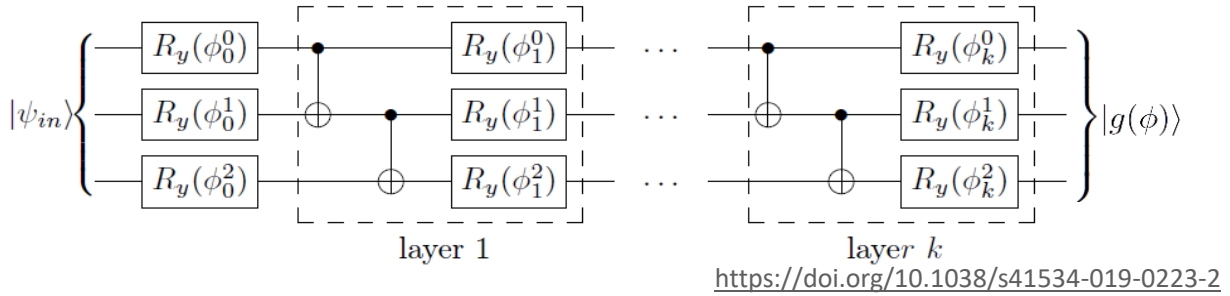 R_y(ϕ_0^0) R_y(ϕ_1^0) ··· R_y(ϕ_k^0)
|ψ_{in}⟩ R_y(ϕ_0^1) R_y(ϕ_1^1) ··· R_y(ϕ_k^1) |g(ϕ)⟩
R_y(ϕ_0^2) R_y(ϕ_1^2) ··· R_y(ϕ_k^2)
layer 1 layer k
https://doi.org/10.1038/s41534-019-0223-2